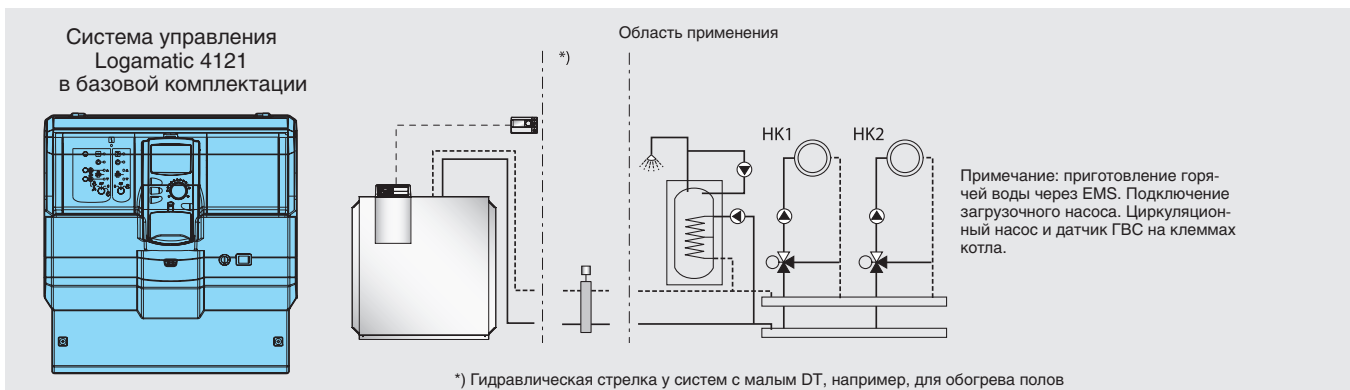 Система управления
Logamatic 4121
в базовой комплектации
Область применения
*)
HK1
HK2
Примечание: приготовление горя-
чей воды через EMS. Подключение
загрузочного насоса. Циркуляцион-
ный насос и датчик ГВС на клеммах
котла.
*) Гидравлическая стрелка у систем с малым DT, например, для обогрева полов